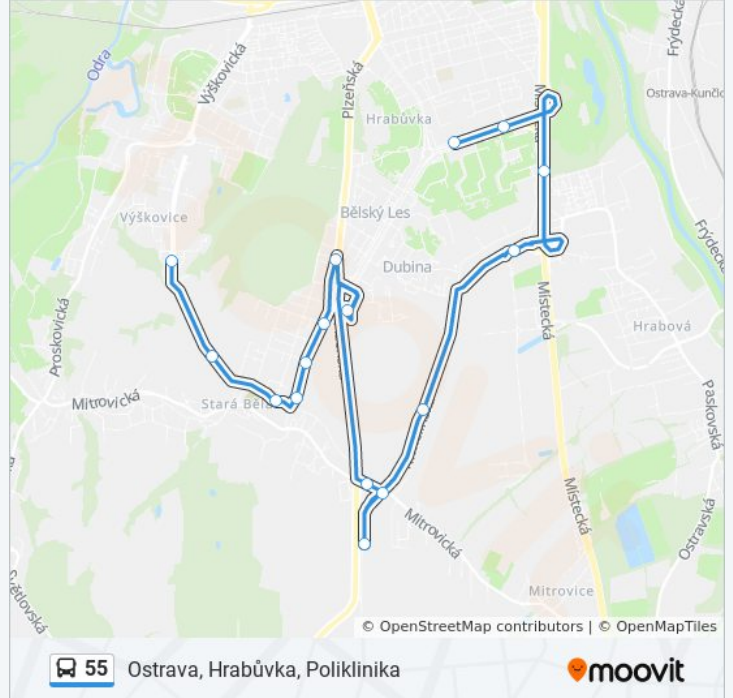 Odra
Výškovická
Plzeňská
Frýdecká
Ostrava-Kunčic
Hrabůvka
Výškovice
Bělský Les
Dubina
Frýdecká
Místecká
Hrabová
Proskovická
Mitrovická
Stará Běla
Paskovská
Mitrovická
Místecká
Ostravská
Mitrovice
Světlovská
© OpenStreetMap contributors | © OpenMapTiles
55 Ostrava, Hrabůvka, Poliklinika
moovit